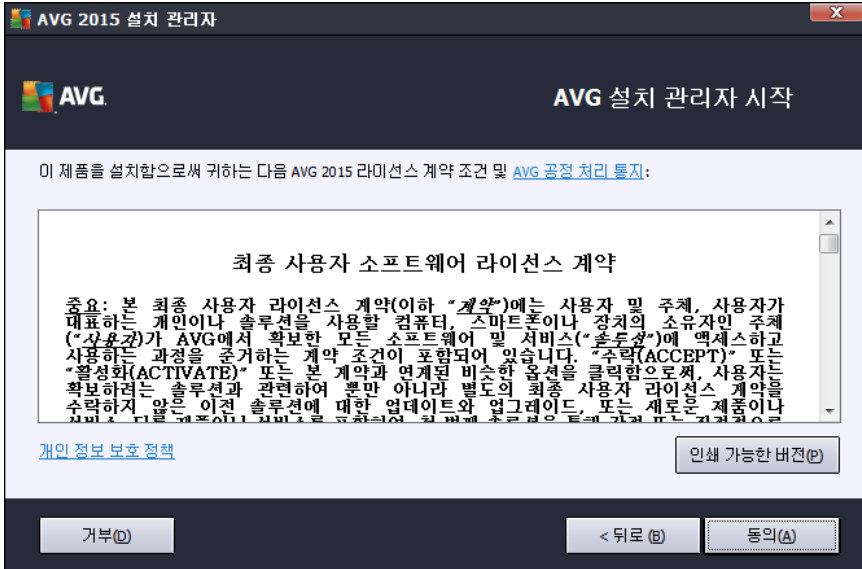 AVG 2015 설치 관리자
AVG.
AVG 설치 관리자 시작
이 제품을 설치함으로써 귀하는 다음 AVG 2015 라이선스 계약 조건 및 AVG 공정 처리 통지:
최종 사용자 소프트웨어 라이선스 계약
중요: 본 최종 사용자 라이선스 계약(이하 "계약")에는 사용자 및 주체, 사용자가
대표하는 개인이나 솔루션을 사용할 컴퓨터, 스마트폰이나 장치의 소유자인 주체
("사용자)가 AVG에서 확보한 모든 소프트웨어 및 서비스("솔루션")에 액세스하고
사용하는 과정을 준거하는 계약 조건이 포함되어 있습니다. "수락(ACCEPT)" 또는
"활성화(ACTIVATE)" 또는 본 계약과 연계된 비슷한 옵션을 클릭함으로써, 사용자는
확보하려는 솔루션과 관련하여 뿐만 아니라 별도의 최종 사용자 라이선스 계약을
수락하지 않은 이전 솔루션에 대한 업데이트와 업그레이드, 또는 새로운 제품이나
개인 정보 보호 정책
인쇄 가능한 버전(P)
거부(D)
< 뒤로 (B)
동의(A)